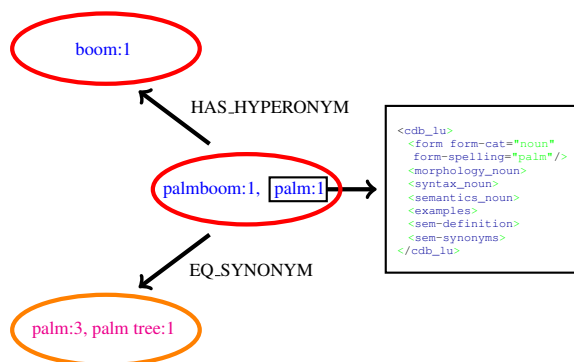 boom:1
HAS_HYPERONYM
palmboom:1, palm:1
EQ_SYNONYM
palm:3, palm tree:1
<cdb_lu>
<form form-cat="noun"
form-spelling="palm"/>
<morphology_noun>
<syntax_noun>
<semantics_noun>
<examples>
<sem-definition>
<sem-synonyms>
</cdb_lu>